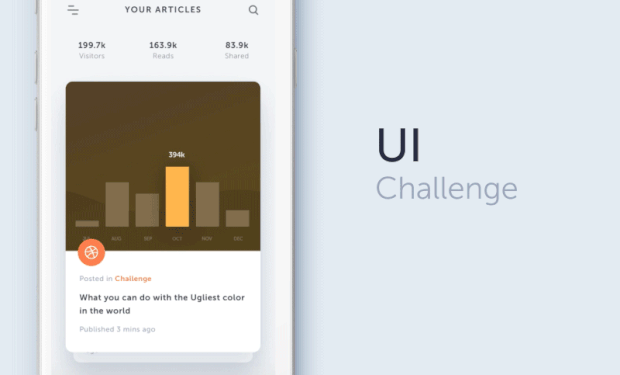 YOUR ARTICLES
199.7k 163.9k 83.9k
Visitors Reads Shared
394k
AUG SEP OCT NOV DEC
Posted in Challenge
What you can do with the Ugliest color
in the world
Published 3 mins ago
UI
Challenge